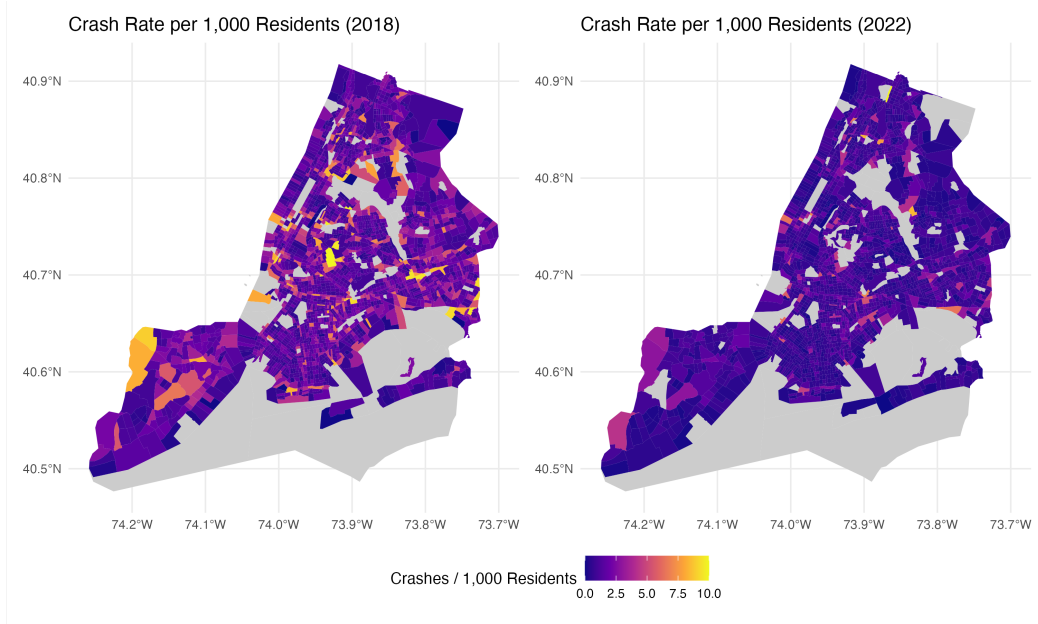 Crash Rate per 1,000 Residents (2018)
40.9°N
40.8°N
40.7°N
40.6°N
40.5°N
74.2°W 74.1°W 74.0°W 73.9°W 73.8°W 73.7°W
Crash Rate per 1,000 Residents (2022)
40.9°N
40.8°N
40.7°N
40.6°N
40.5°N
74.2°W 74.1°W 74.0°W 73.9°W 73.8°W 73.7°W
Crashes / 1,000 Residents
0.0 2.5 5.0 7.5 10.0